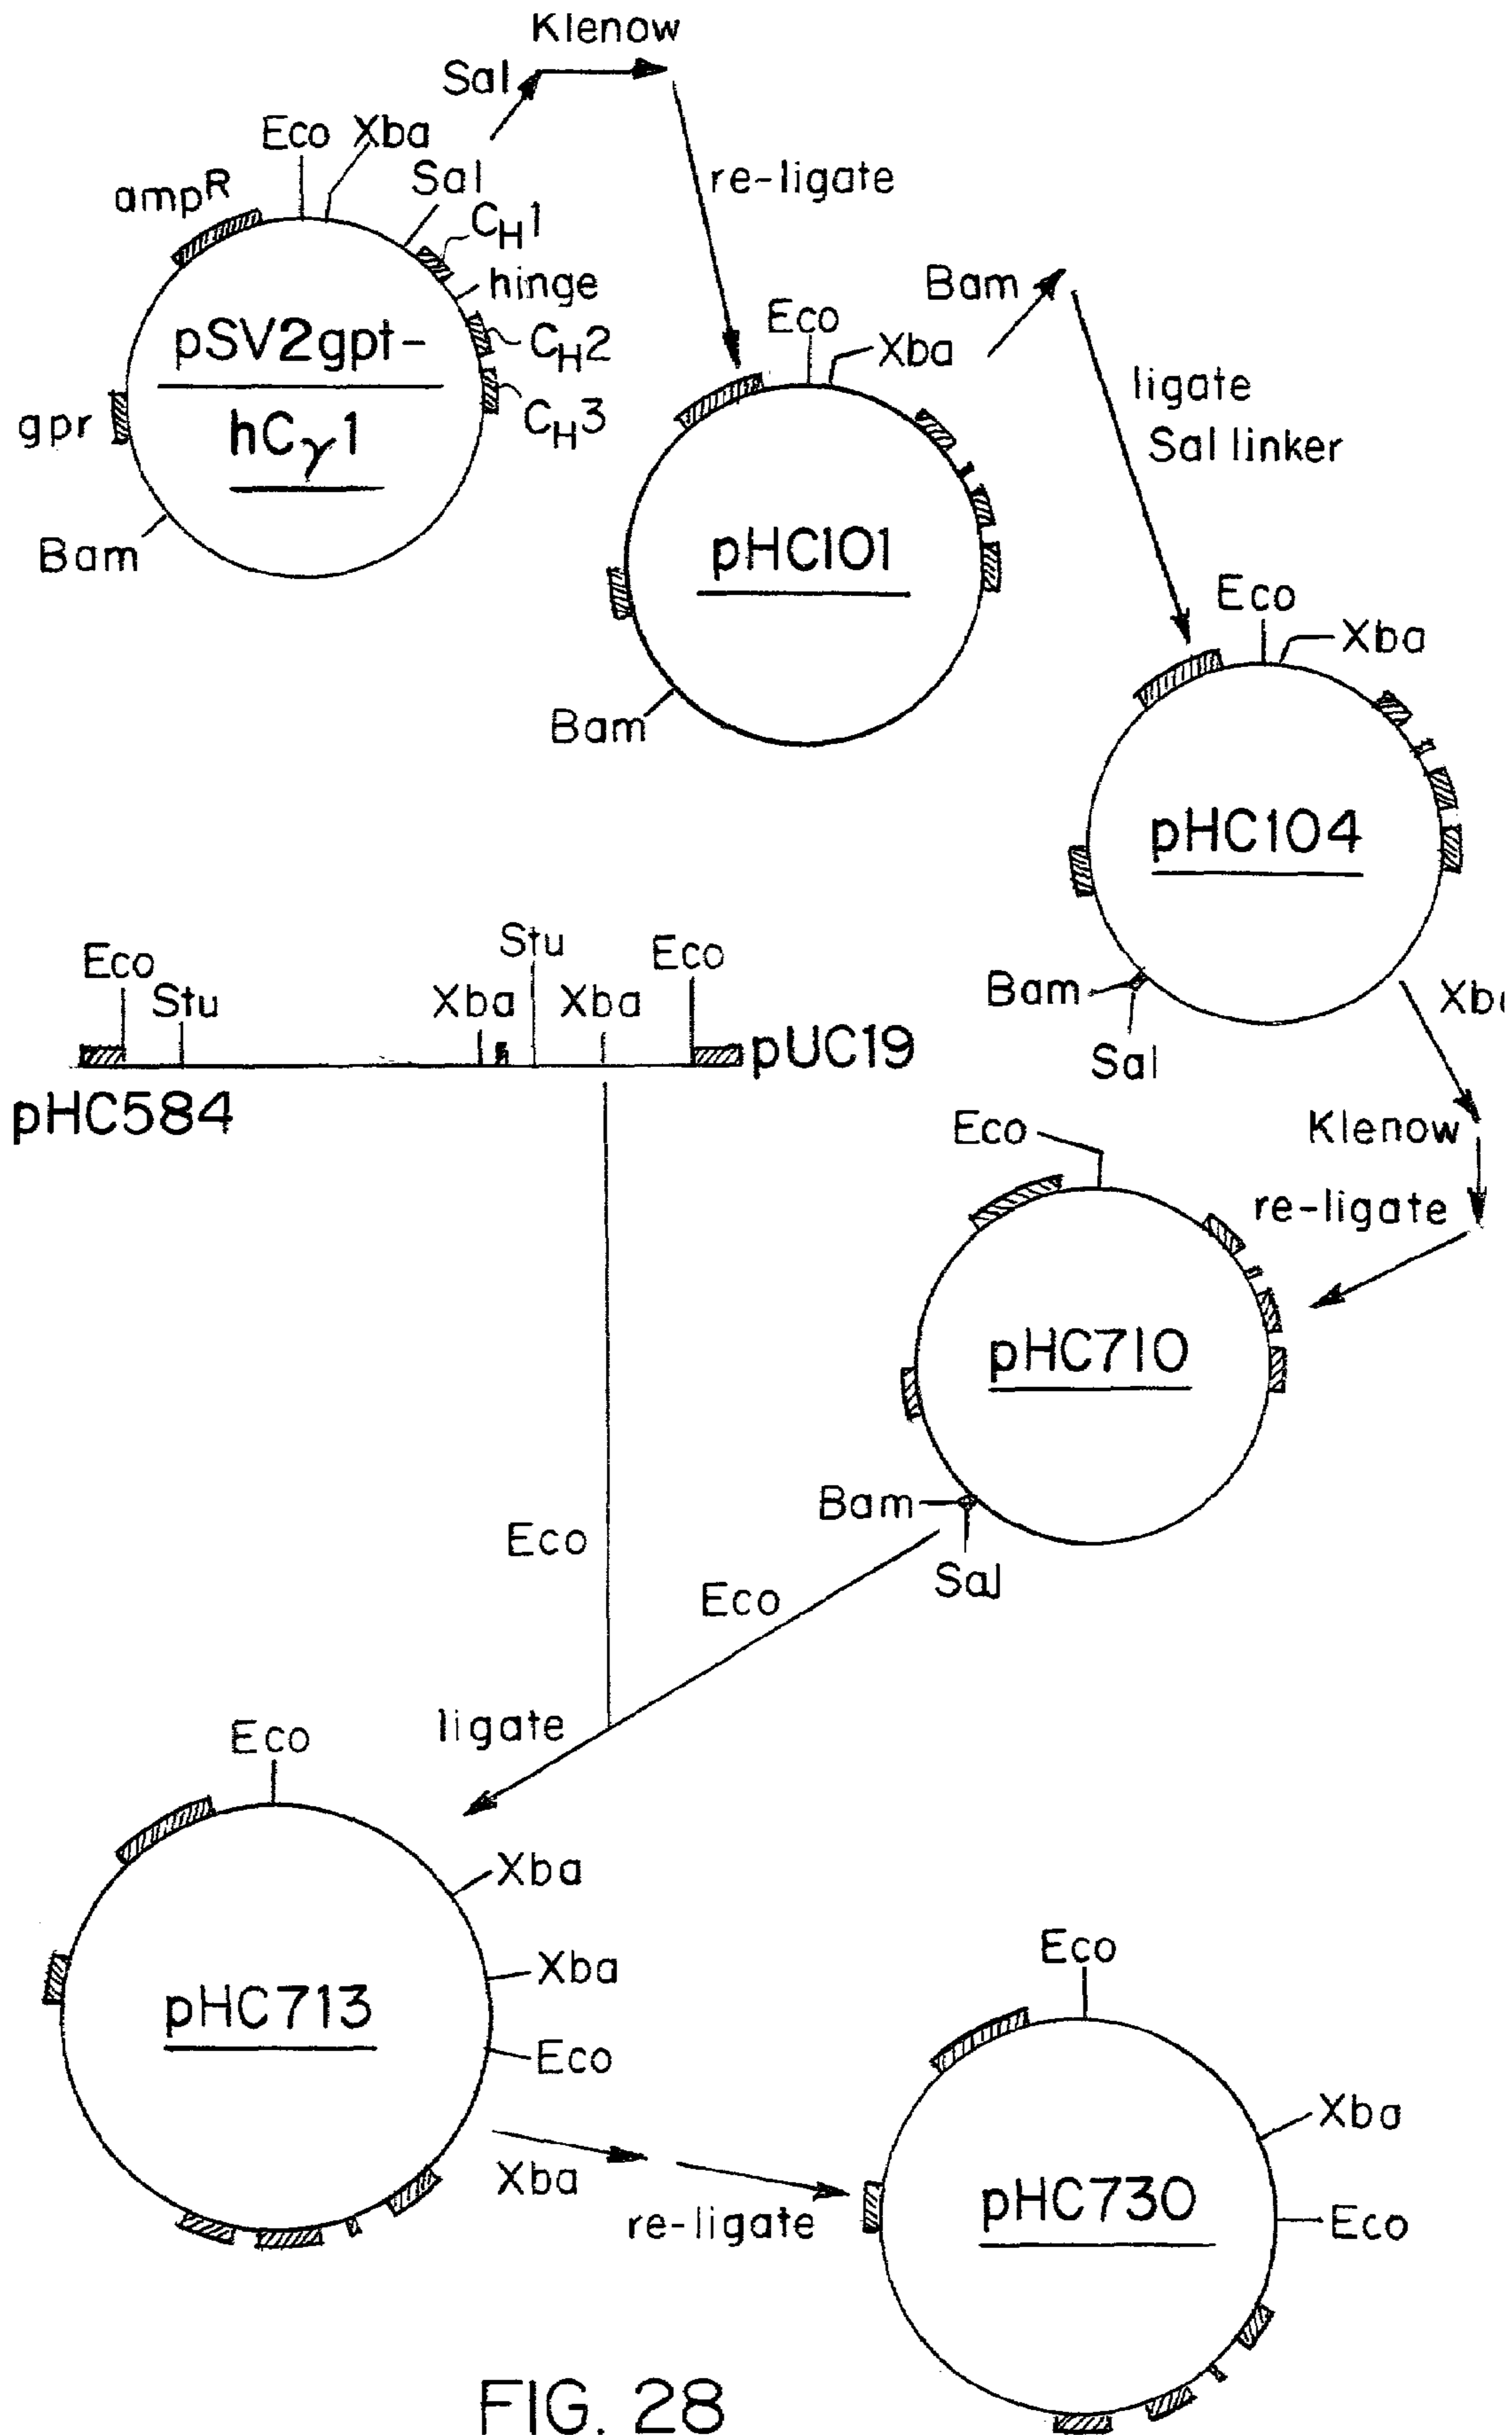 Klenow
Sal
Eco Xba
ampR
Sal
re-ligate
CH1
hinge
pSV2gpt-
hCγ1
CH2
CH3
gpr
Bam
Eco
Xba
Bam
ligate
Sal linker
pHC101
Bam
Eco
Xba
pHC104
Bam
Sal
Eco
Stu
Xba
Stu
Xba
Eco
pUC19
pHC584
Klenow
re-ligate
Eco
pHC710
Bam
Sal
Eco
Eco
ligate
Eco
Xba
Xba
Eco
pHC713
Xba
re-ligate
Eco
Xba
Eco
pHC730
FIG. 28